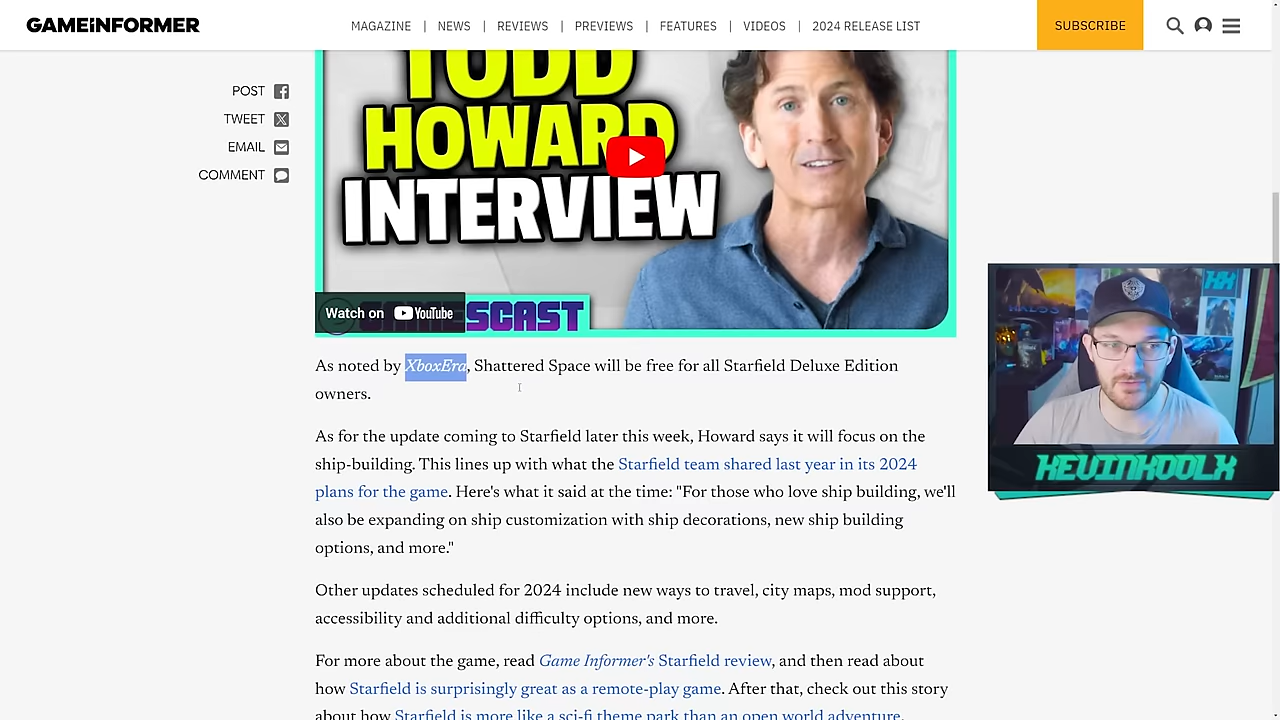 GAMEINFORMER
MAGAZINE | NEWS | REVIEWS | PREVIEWS | FEATURES | VIDEOS | 2024 RELEASE LIST
SUBSCRIBE
POST
TWEET
EMAIL
COMMENT
TODD
HOWARD
INTERVIEW
Watch on YouTube
SCAST
As noted by XboxEra, Shattered Space will be free for all Starfield Deluxe Edition
owners.
As for the update coming to Starfield later this week, Howard says it will focus on the
ship-building. This lines up with what the Starfield team shared last year in its 2024
plans for the game. Here's what it said at the time: "For those who love ship building, we'll
also be expanding on ship customization with ship decorations, new ship building
options, and more."
Other updates scheduled for 2024 include new ways to travel, city maps, mod support,
accessibility and additional difficulty options, and more.
For more about the game, read Game Informer's Starfield review, and then read about
how Starfield is surprisingly great as a remote-play game. After that, check out this story
about how Starfield is more like a sci-fi theme park than an open world adventure.
KEVINKOOLX